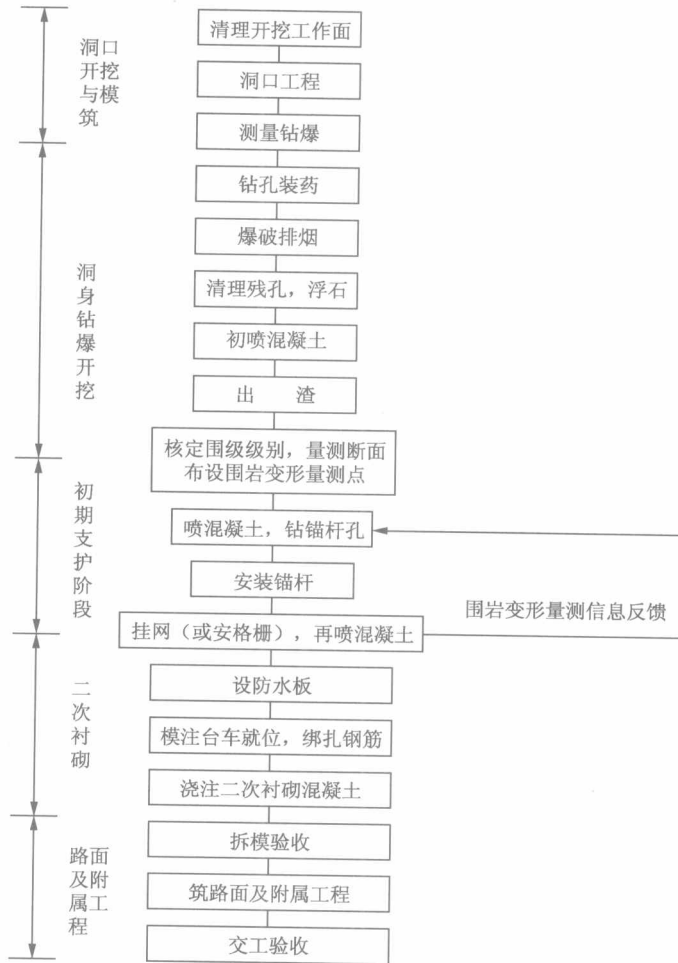 洞口
开挖
与模
筑
清理开挖工作面
洞口工程
测量钻爆
洞
身
钻
爆
开
挖
钻孔装药
爆破排烟
清理残孔，浮石
初喷混凝土
出 渣
核定围级级别，量测断面
布设围岩变形量测点
初
期
支
护
阶
段
喷混凝土，钻锚杆孔
安装锚杆
挂网（或安格栅），再喷混凝土
围岩变形量测信息反馈
二
次
衬
砌
设防水板
模注台车就位，绑扎钢筋
浇注二次衬砌混凝土
路面
及附
属工
程
拆模验收
筑路面及附属工程
交工验收